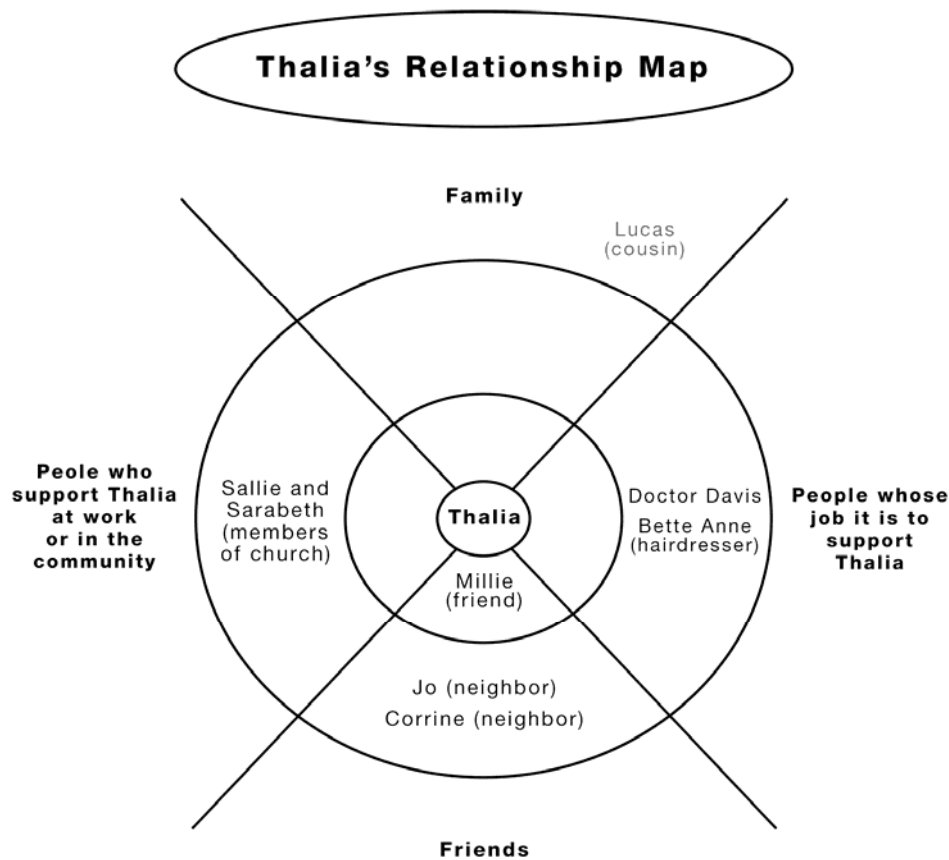 Thalia's Relationship Map
Family
Lucas
(cousin)
Peole who
support Thalia
at work
or in the
community
Sallie and
Sarabeth
(members
of church)
Thalia
Millie
(friend)
Doctor Davis
Bette Anne
(hairdresser)
People whose
job it is to
support
Thalia
Jo (neighbor)
Corrine (neighbor)
Friends